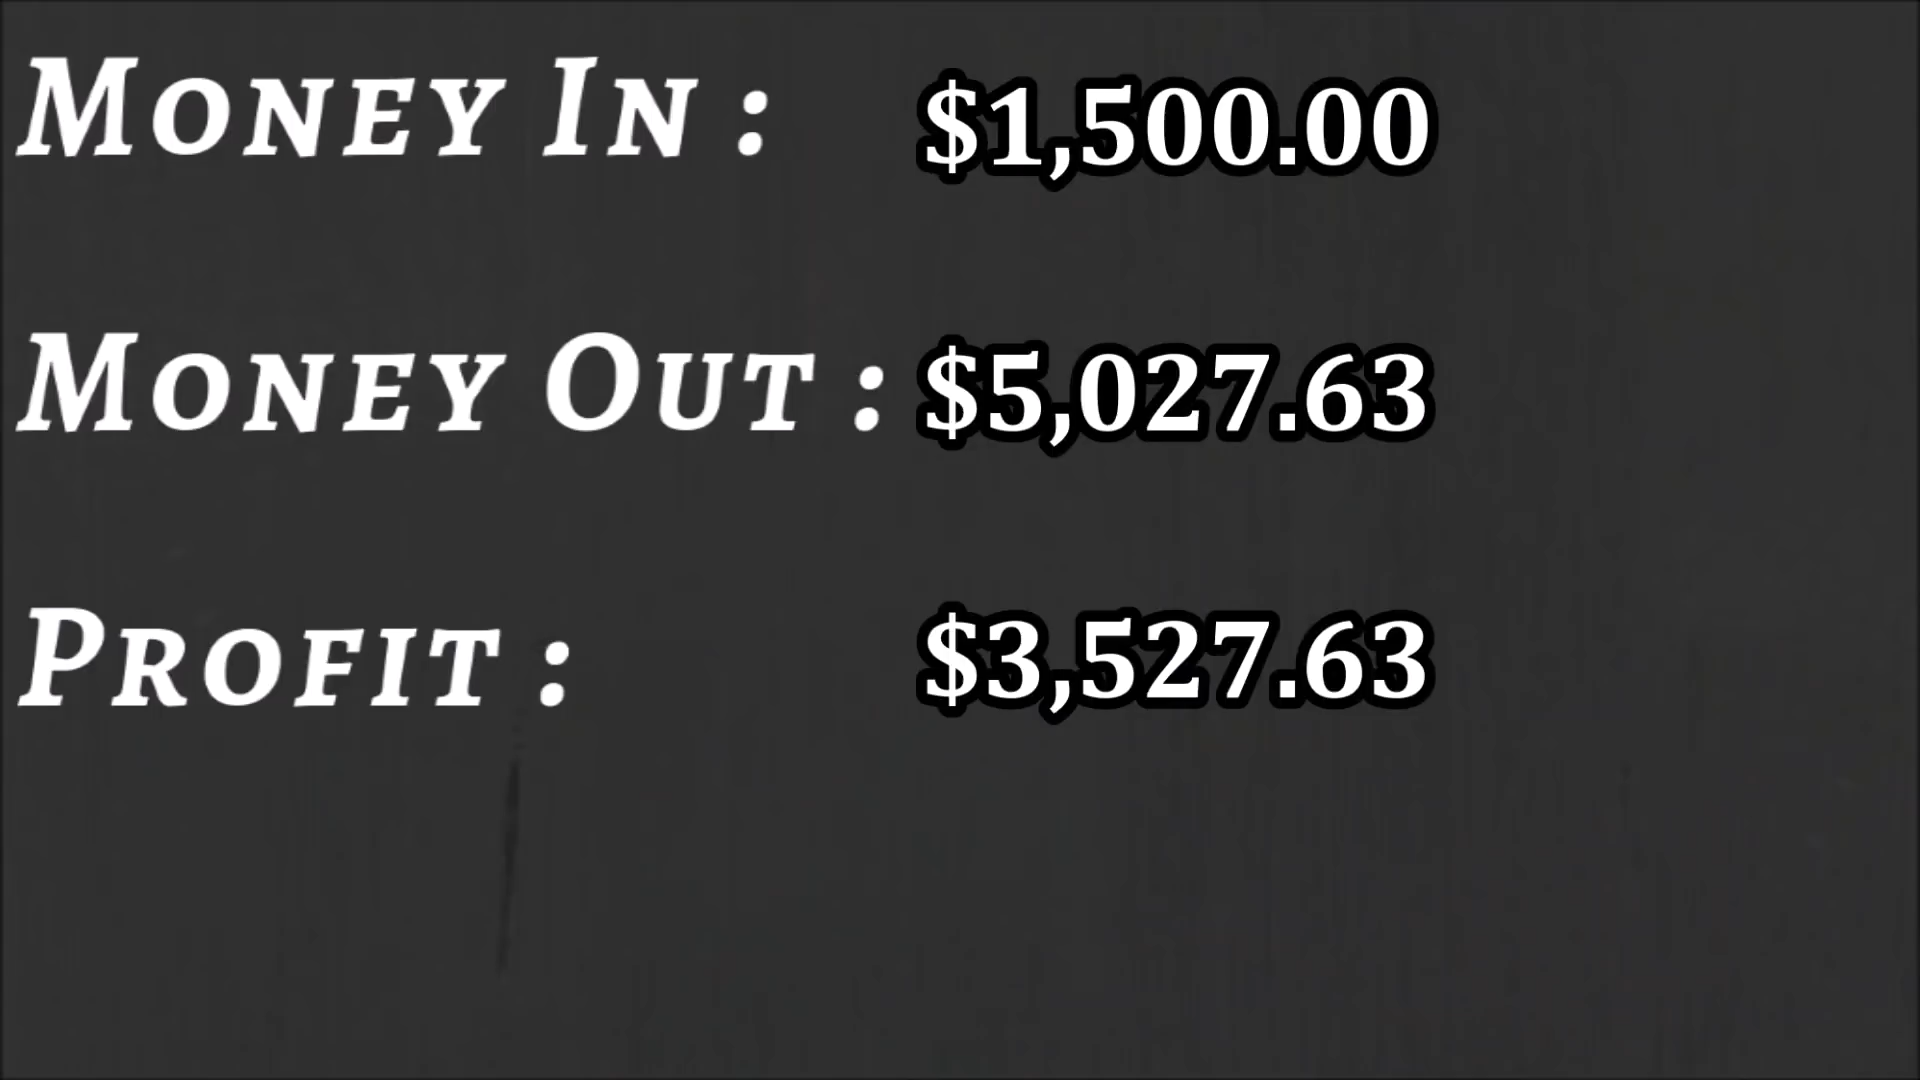 Money In : $1,500.00
Money Out : $5,027.63
Profit : $3,527.63